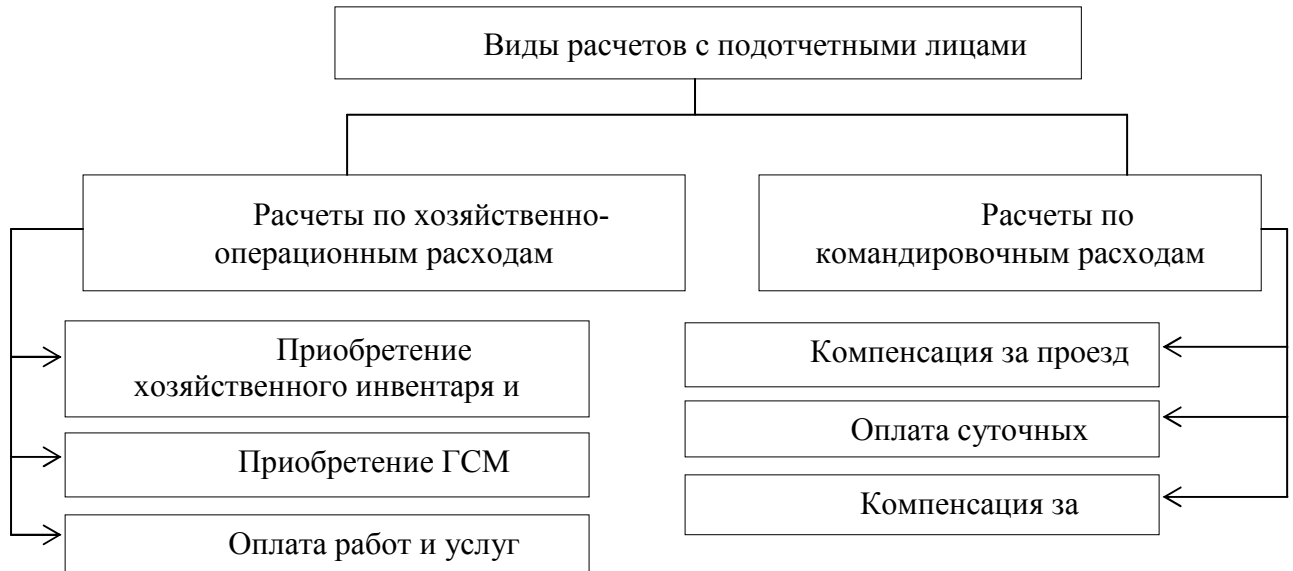 Виды расчетов с подотчетными лицами
Расчеты по хозяйственно-
операционным расходам
Расчеты по
командировочным расходам
Приобретение
хозяйственного инвентаря и
Приобретение ГСМ
Оплата работ и услуг
Компенсация за проезд
Оплата суточных
Компенсация за